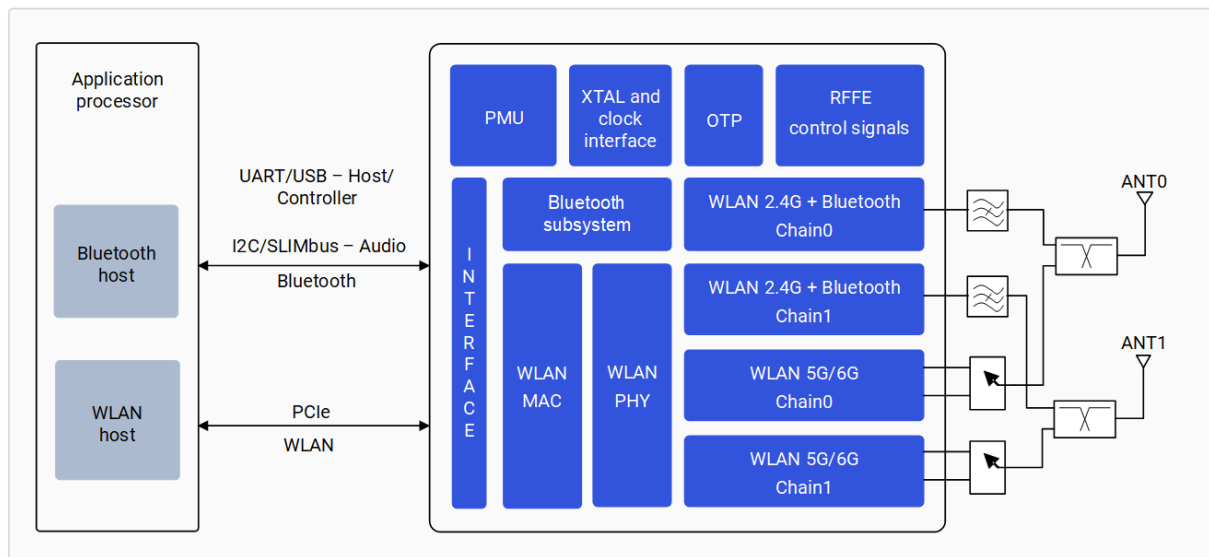 Application
processor
Bluetooth
host
WLAN
host
UART/USB – Host/
Controller
I2C/SLIMbus – Audio
Bluetooth
PCIe
WLAN
PMU
XTAL and
clock
interface
OTP
RFFE
control signals
INTERFACE
Bluetooth
subsystem
WLAN
MAC
WLAN
PHY
WLAN 2.4G + Bluetooth
Chain0
WLAN 2.4G + Bluetooth
Chain1
WLAN 5G/6G
Chain0
WLAN 5G/6G
Chain1
ANT0
ANT1